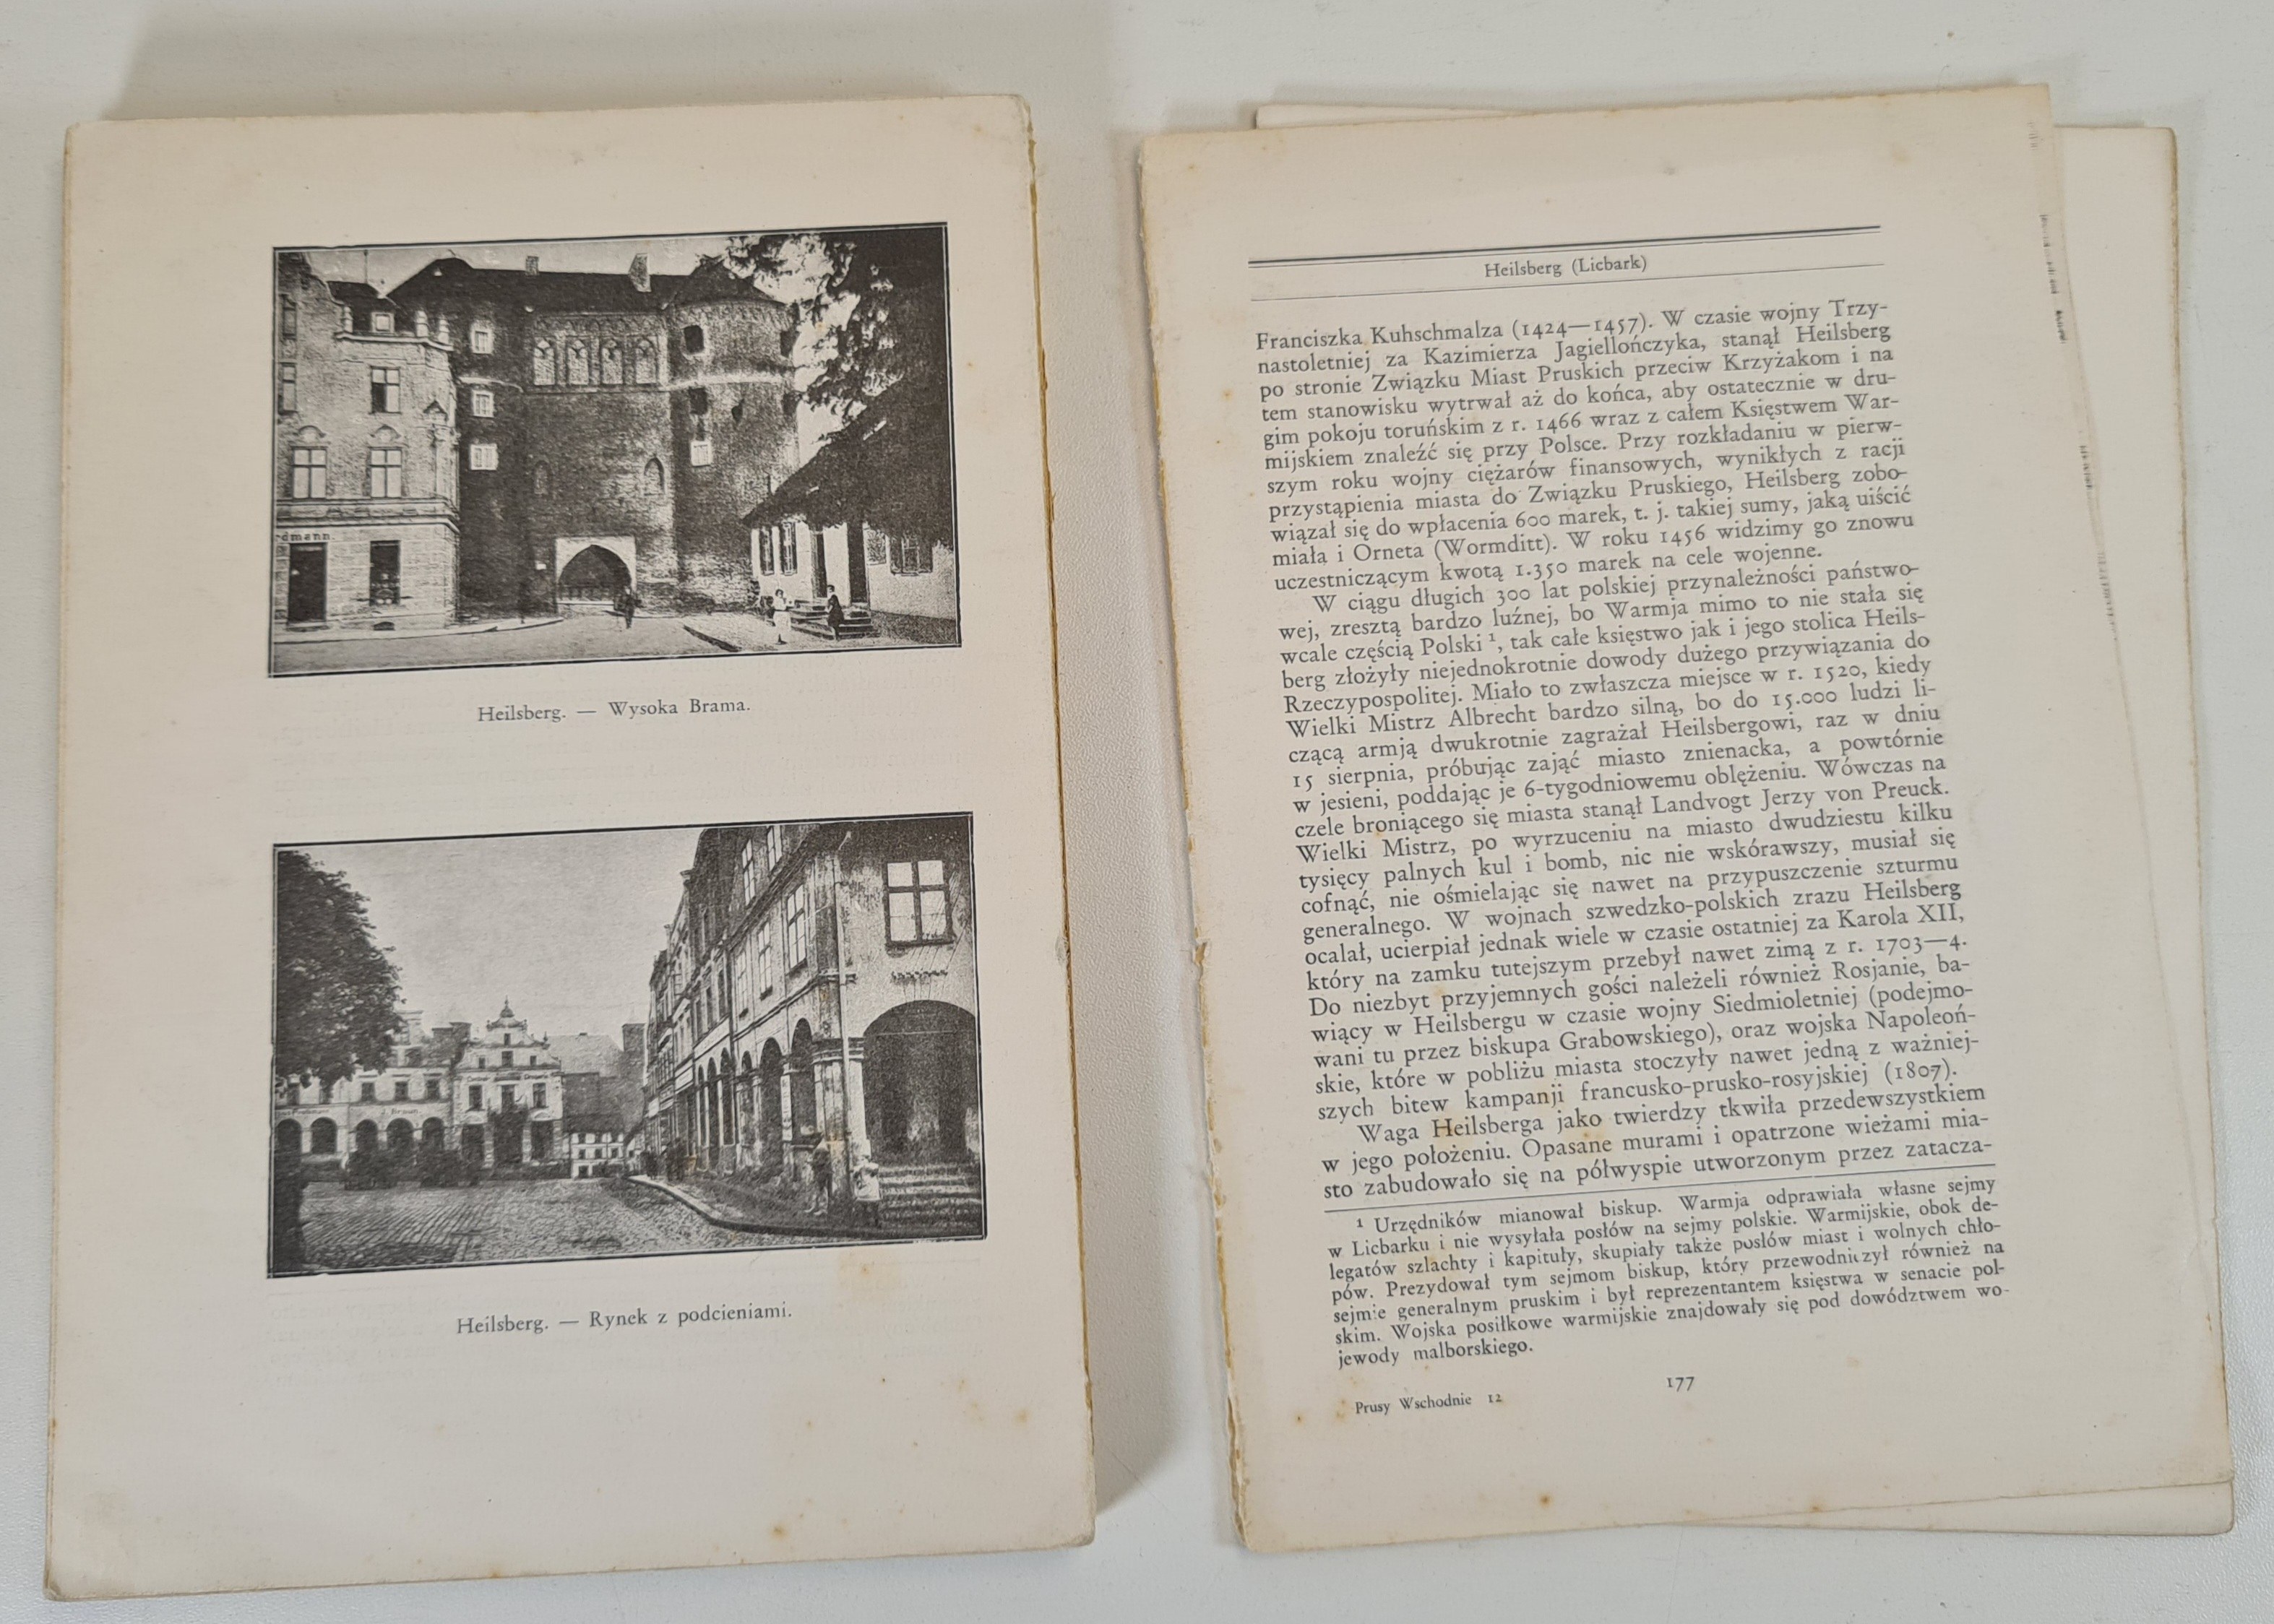 rdmann.
Heilsberg. — Wysoka Brama.
J. Braun
Heilsberg. — Rynek z podcieniami.
Heilsberg (Licbark)
Franciszka Kuhschmalza (1424—1457). W czasie wojny Trzy-
nastoletniej za Kazimierza Jagiellończyka, stanął Heilsberg
po stronie Związku Miast Pruskich przeciw Krzyżakom i na
tem stanowisku wytrwał aż do końca, aby ostatecznie w dru-
gim pokoju toruńskim z r. 1466 wraz z całem Księstwem War-
mijskiem znaleźć się przy Polsce. Przy rozkładaniu w pierw-
szym roku wojny ciężarów finansowych, wynikłych z racji
przystąpienia miasta do Związku Pruskiego, Heilsberg zobo-
wiązał się do wpłacenia 600 marek, t. j. takiej sumy, jaką uiścić
miała i Orneta (Wormditt). W roku 1456 widzimy go znowu
uczestniczącym kwotą 1.350 marek na cele wojenne.
W ciągu długich 300 lat polskiej przynależności państwo-
wej, zresztą bardzo luźnej, bo Warmja mimo to nie stała się
wcale częścią Polski ¹, tak całe księstwo jak i jego stolica Heils-
berg złożyły niejednokrotnie dowody dużego przywiązania do
Rzeczypospolitej. Miało to zwłaszcza miejsce w r. 1520, kiedy
Wielki Mistrz Albrecht bardzo silną, bo do 15.000 ludzi li-
czącą armją dwukrotnie zagrażał Heilsbergowi, raz w dniu
15 sierpnia, próbując zająć miasto znienacka, a powtórnie
w jesieni, poddając je 6-tygodniowemu oblężeniu. Wówczas na
czele broniącego się miasta stanął Landvogt Jerzy von Preuck.
Wielki Mistrz, po wyrzuceniu na miasto dwudziestu kilku
tysięcy palnych kul i bomb, nic nie wskórawszy, musiał się
cofnąć, nie ośmielając się nawet na przypuszczenie szturmu
generalnego. W wojnach szwedzko-polskich zrazu Heilsberg
ocalał, ucierpiał jednak wiele w czasie ostatniej za Karola XII,
który na zamku tutejszym przebył nawet zimą z r. 1703—4.
Do niezbyt przyjemnych gości należeli również Rosjanie, ba-
wiący w Heilsbergu w czasie wojny Siedmioletniej (podejmo-
wani tu przez biskupa Grabowskiego), oraz wojska Napoleoń-
skie, które w pobliżu miasta stoczyły nawet jedną z ważniej-
szych bitew kampanji francusko-prusko-rosyjskiej (1807).
Waga Heilsberga jako twierdzy tkwiła przedewszystkiem
w jego położeniu. Opasane murami i opatrzone wieżami mia-
sto zabudowało się na półwyspie utworzonym przez zatacza-
¹ Urzędników mianował biskup. Warmja odprawiała własne sejmy
w Licbarku i nie wysyłała posłów na sejmy polskie. Warmijskie, obok de-
legatów szlachty i kapituły, skupiały także posłów miast i wolnych chło-
pów. Prezydował tym sejmom biskup, który przewodniczył również na
sejmie generalnym pruskim i był reprezentantem księstwa w senacie pol-
skim. Wojska posiłkowe warmijskie znajdowały się pod dowództwem wo-
jewody malborskiego.
Prusy Wschodnie 12
177